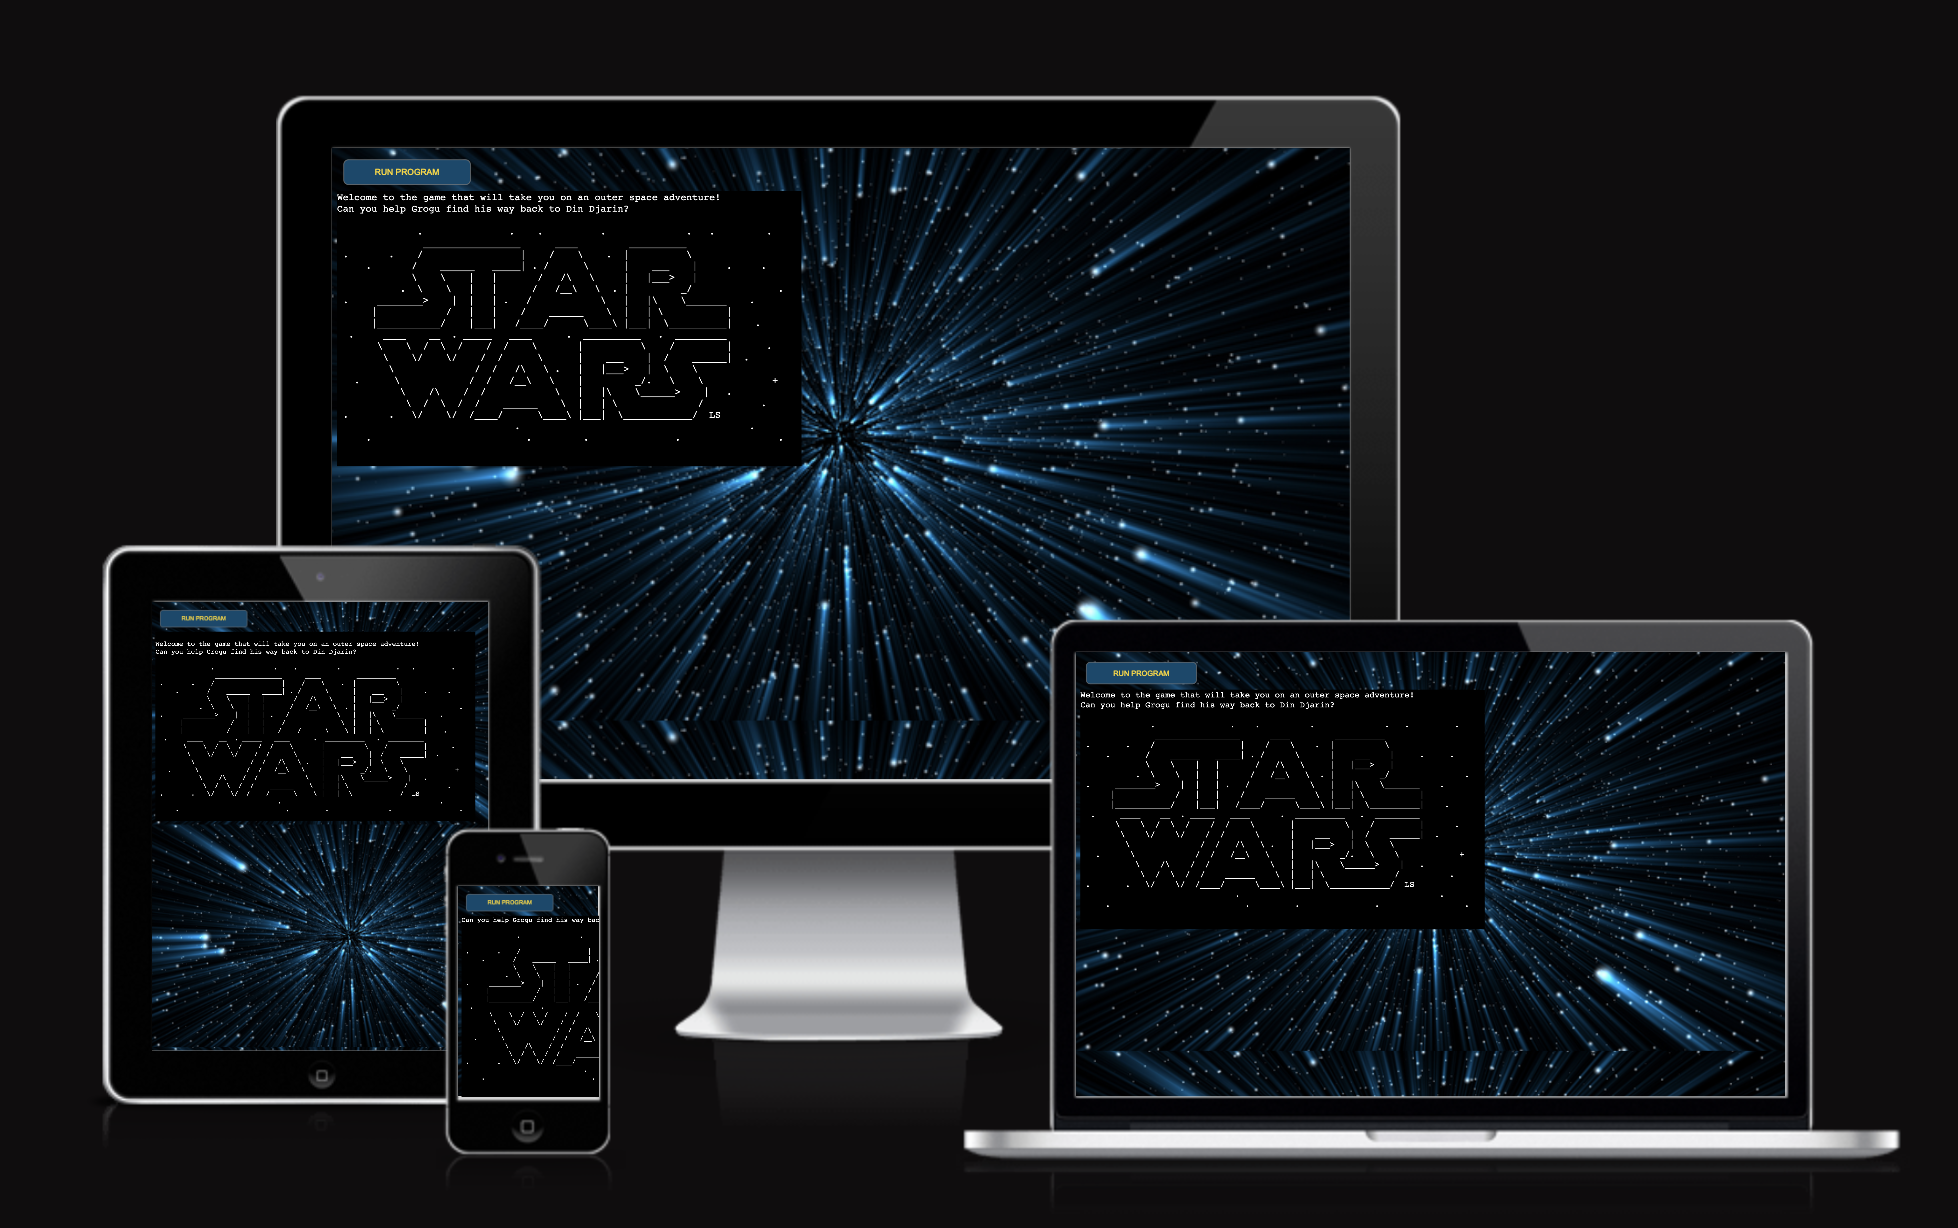 RUN PROGRAM
Welcome to the game that will take you on an outer space adventure!
Can you help Grogu find his way back to Din Djarin?
STAR
WARS
LS
RUN PROGRAM
Welcome to the game that will take you on an outer space adventure!
Can you help Grogu find his way back to Din Djarin?
STAR
WARS
LS
RUN PROGRAM
Can you help Grogu find his way bac
STA
WA
RUN PROGRAM
Welcome to the game that will take you on an outer space adventure!
Can you help Grogu find his way back to Din Djarin?
STAR
WARS
LS